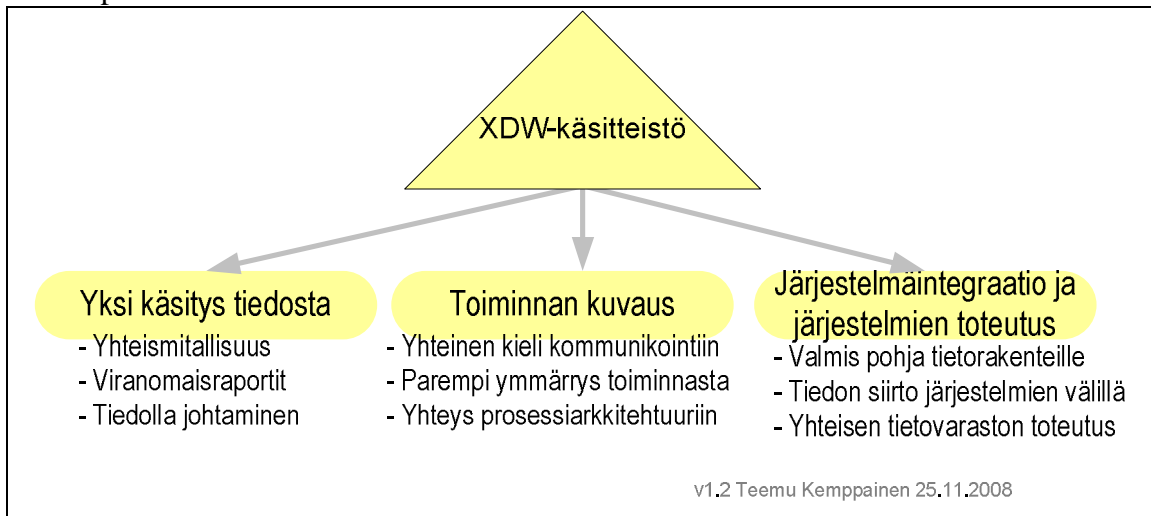 XDW-käsitteistö
Yksi käsitys tiedosta
- Yhteismitallisuus
- Viranomaisraportit
- Tiedolla johtaminen
Toiminnan kuvaus
- Yhteinen kieli kommunikointiin
- Parempi ymmärrys toiminnasta
- Yhteys prosessiarkkitehtuuriin
Järjestelmäintegraatio ja
järjestelmien toteutus
- Valmis pohja tietorakenteille
- Tiedon siirto järjestelmien välillä
- Yhteisen tietovaraston toteutus
v1.2 Teemu Kemppainen 25.11.2008